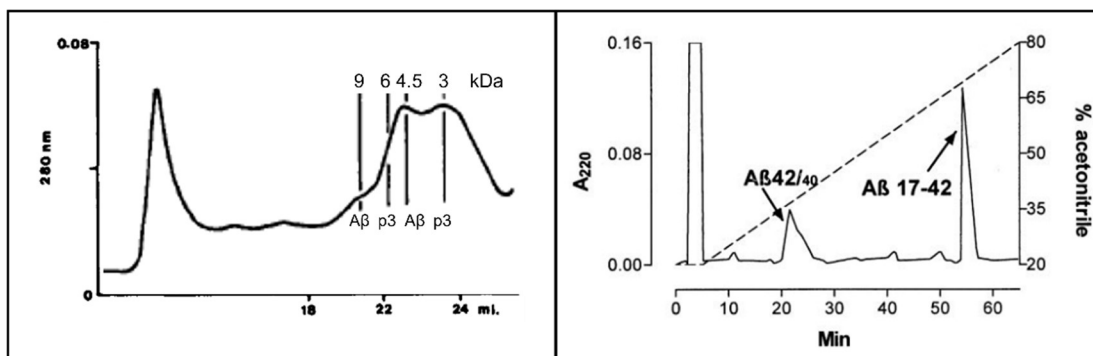 0.08
280 nm
0
9 6 4.5 3 kDa
Aβ p3 Aβ p3
18 22 24 ml.
0.16
0.08
0.00
A220
Aß42/40
Aß 17-42
80
65
50
35
20
% acetonitrile
0 10 20 30 40 50 60
Min